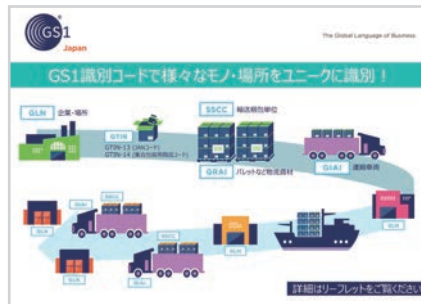 GS1
Japan
The Global Language of Business
GS1識別コードで様々なモノ・場所をユニークに識別!
GLN 企業・場所
GTIN
GTIN-13 (JANコード)
GTIN-14 (集合包装用商品コード)
SSCC 輸送梱包単位
GRAI パレットなど物流資材
GIAI 運輸車両
SSCC
GIAI
GLN
SSCC
GIAI
GLN
GLN
GLN
詳細はリーフレットをご覧ください